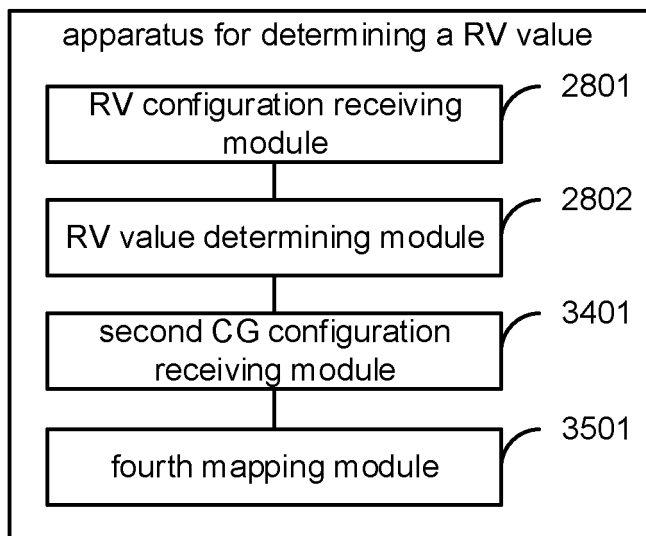 apparatus for determining a RV value
2801
RV configuration receiving
module
2802
RV value determining module
3401
second CG configuration
receiving module
3501
fourth mapping module